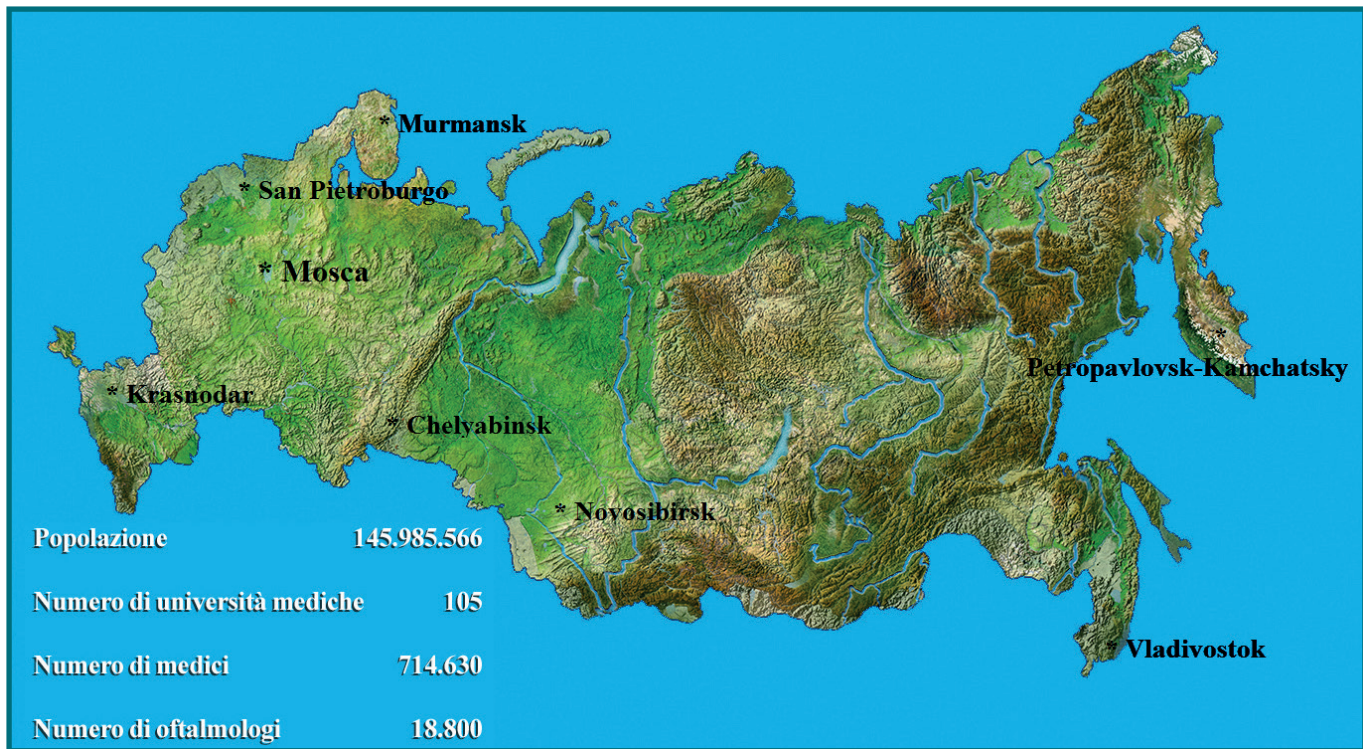 * Murmansk
* San Pietroburgo
* Mosca
*
Petropavlovsk-Kamchatsky
* Krasnodar
* Chelyabinsk
* Novosibirsk
Popolazione 145.985.566
Numero di università mediche 105
* Vladivostok
Numero di medici 714.630
Numero di oftalmologi 18.800